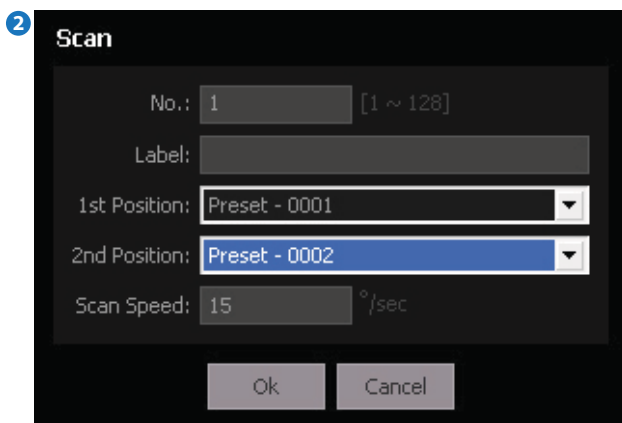 2
Scan
No.: 1 [1 ~ 128]
Label:
1st Position: Preset - 0001
2nd Position: Preset - 0002
Scan Speed: 15 °/sec
Ok Cancel